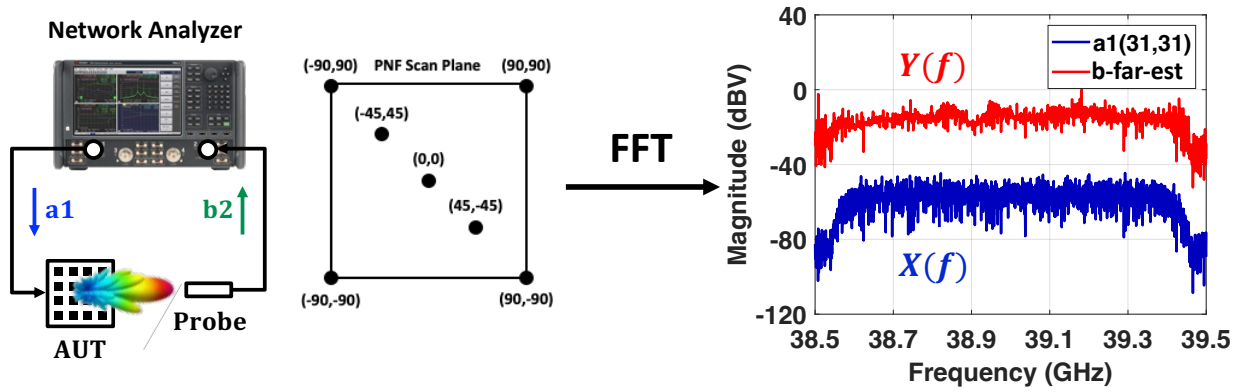 Network Analyzer
a1
b2
AUT
Probe
PNF Scan Plane
(-90,90)
(90,90)
(-45,45)
(0,0)
(45,-45)
(-90,-90)
(90,-90)
FFT
Magnitude (dBV)
40
0
-40
-80
-120
a1(31,31)
b-far-est
Y(f)
X(f)
38.5
38.7
38.9
39.1
39.3
39.5
Frequency (GHz)